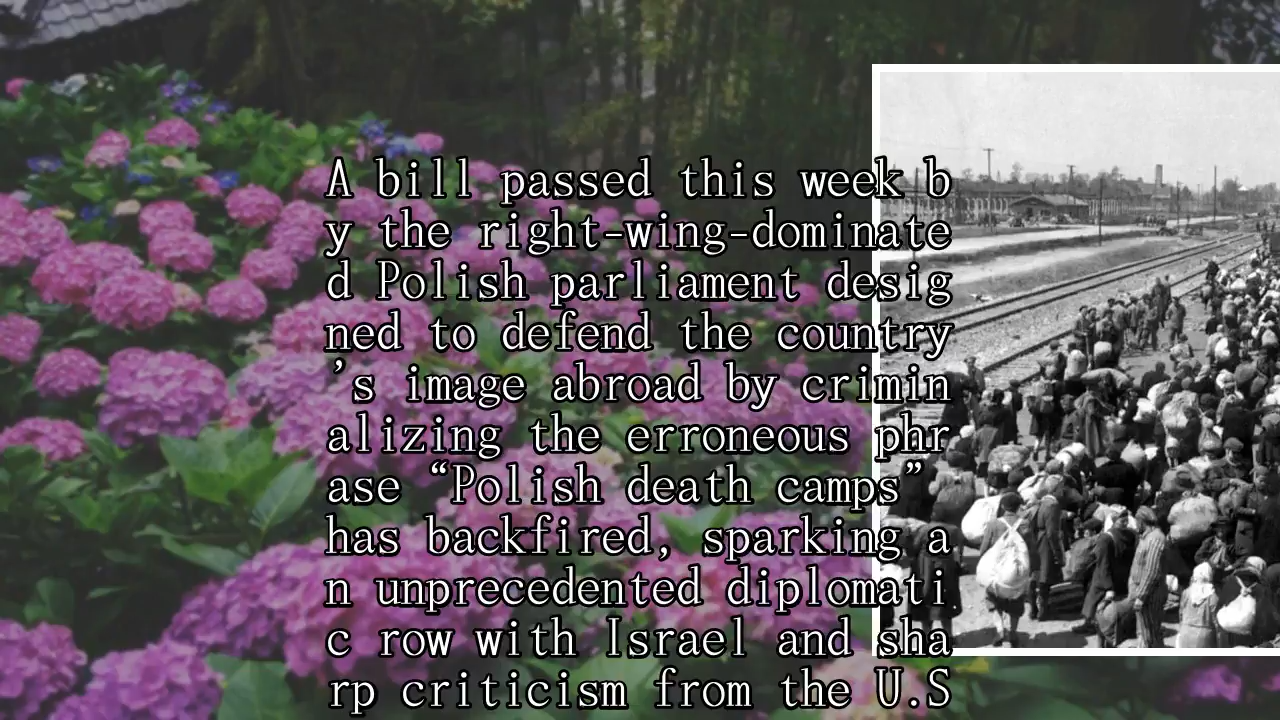 A bill passed this week b
y the right-wing-dominate
d Polish parliament desig
ned to defend the country
’s image abroad by crimin
alizing the erroneous phr
ase “Polish death camps”
has backfired, sparking a
n unprecedented diplomati
c row with Israel and sha
rp criticism from the U.S